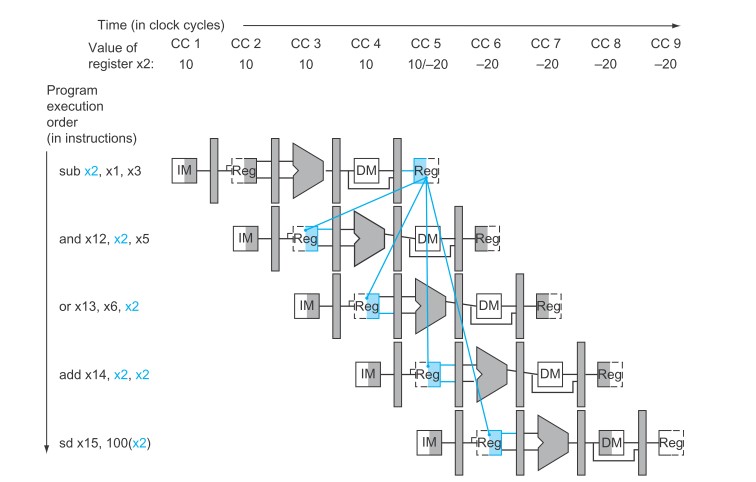 Time (in clock cycles)
Value of register x2:
CC 1 CC 2 CC 3 CC 4 CC 5 CC 6 CC 7 CC 8 CC 9
10 10 10 10 10/–20 –20 –20 –20 –20
Program
execution
order
(in instructions)
sub x2, x1, x3
IM Reg DM Reg
and x12, x2, x5
IM Reg DM Reg
or x13, x6, x2
IM Reg DM Reg
add x14, x2, x2
IM Reg DM Reg
sd x15, 100(x2)
IM Reg DM Reg